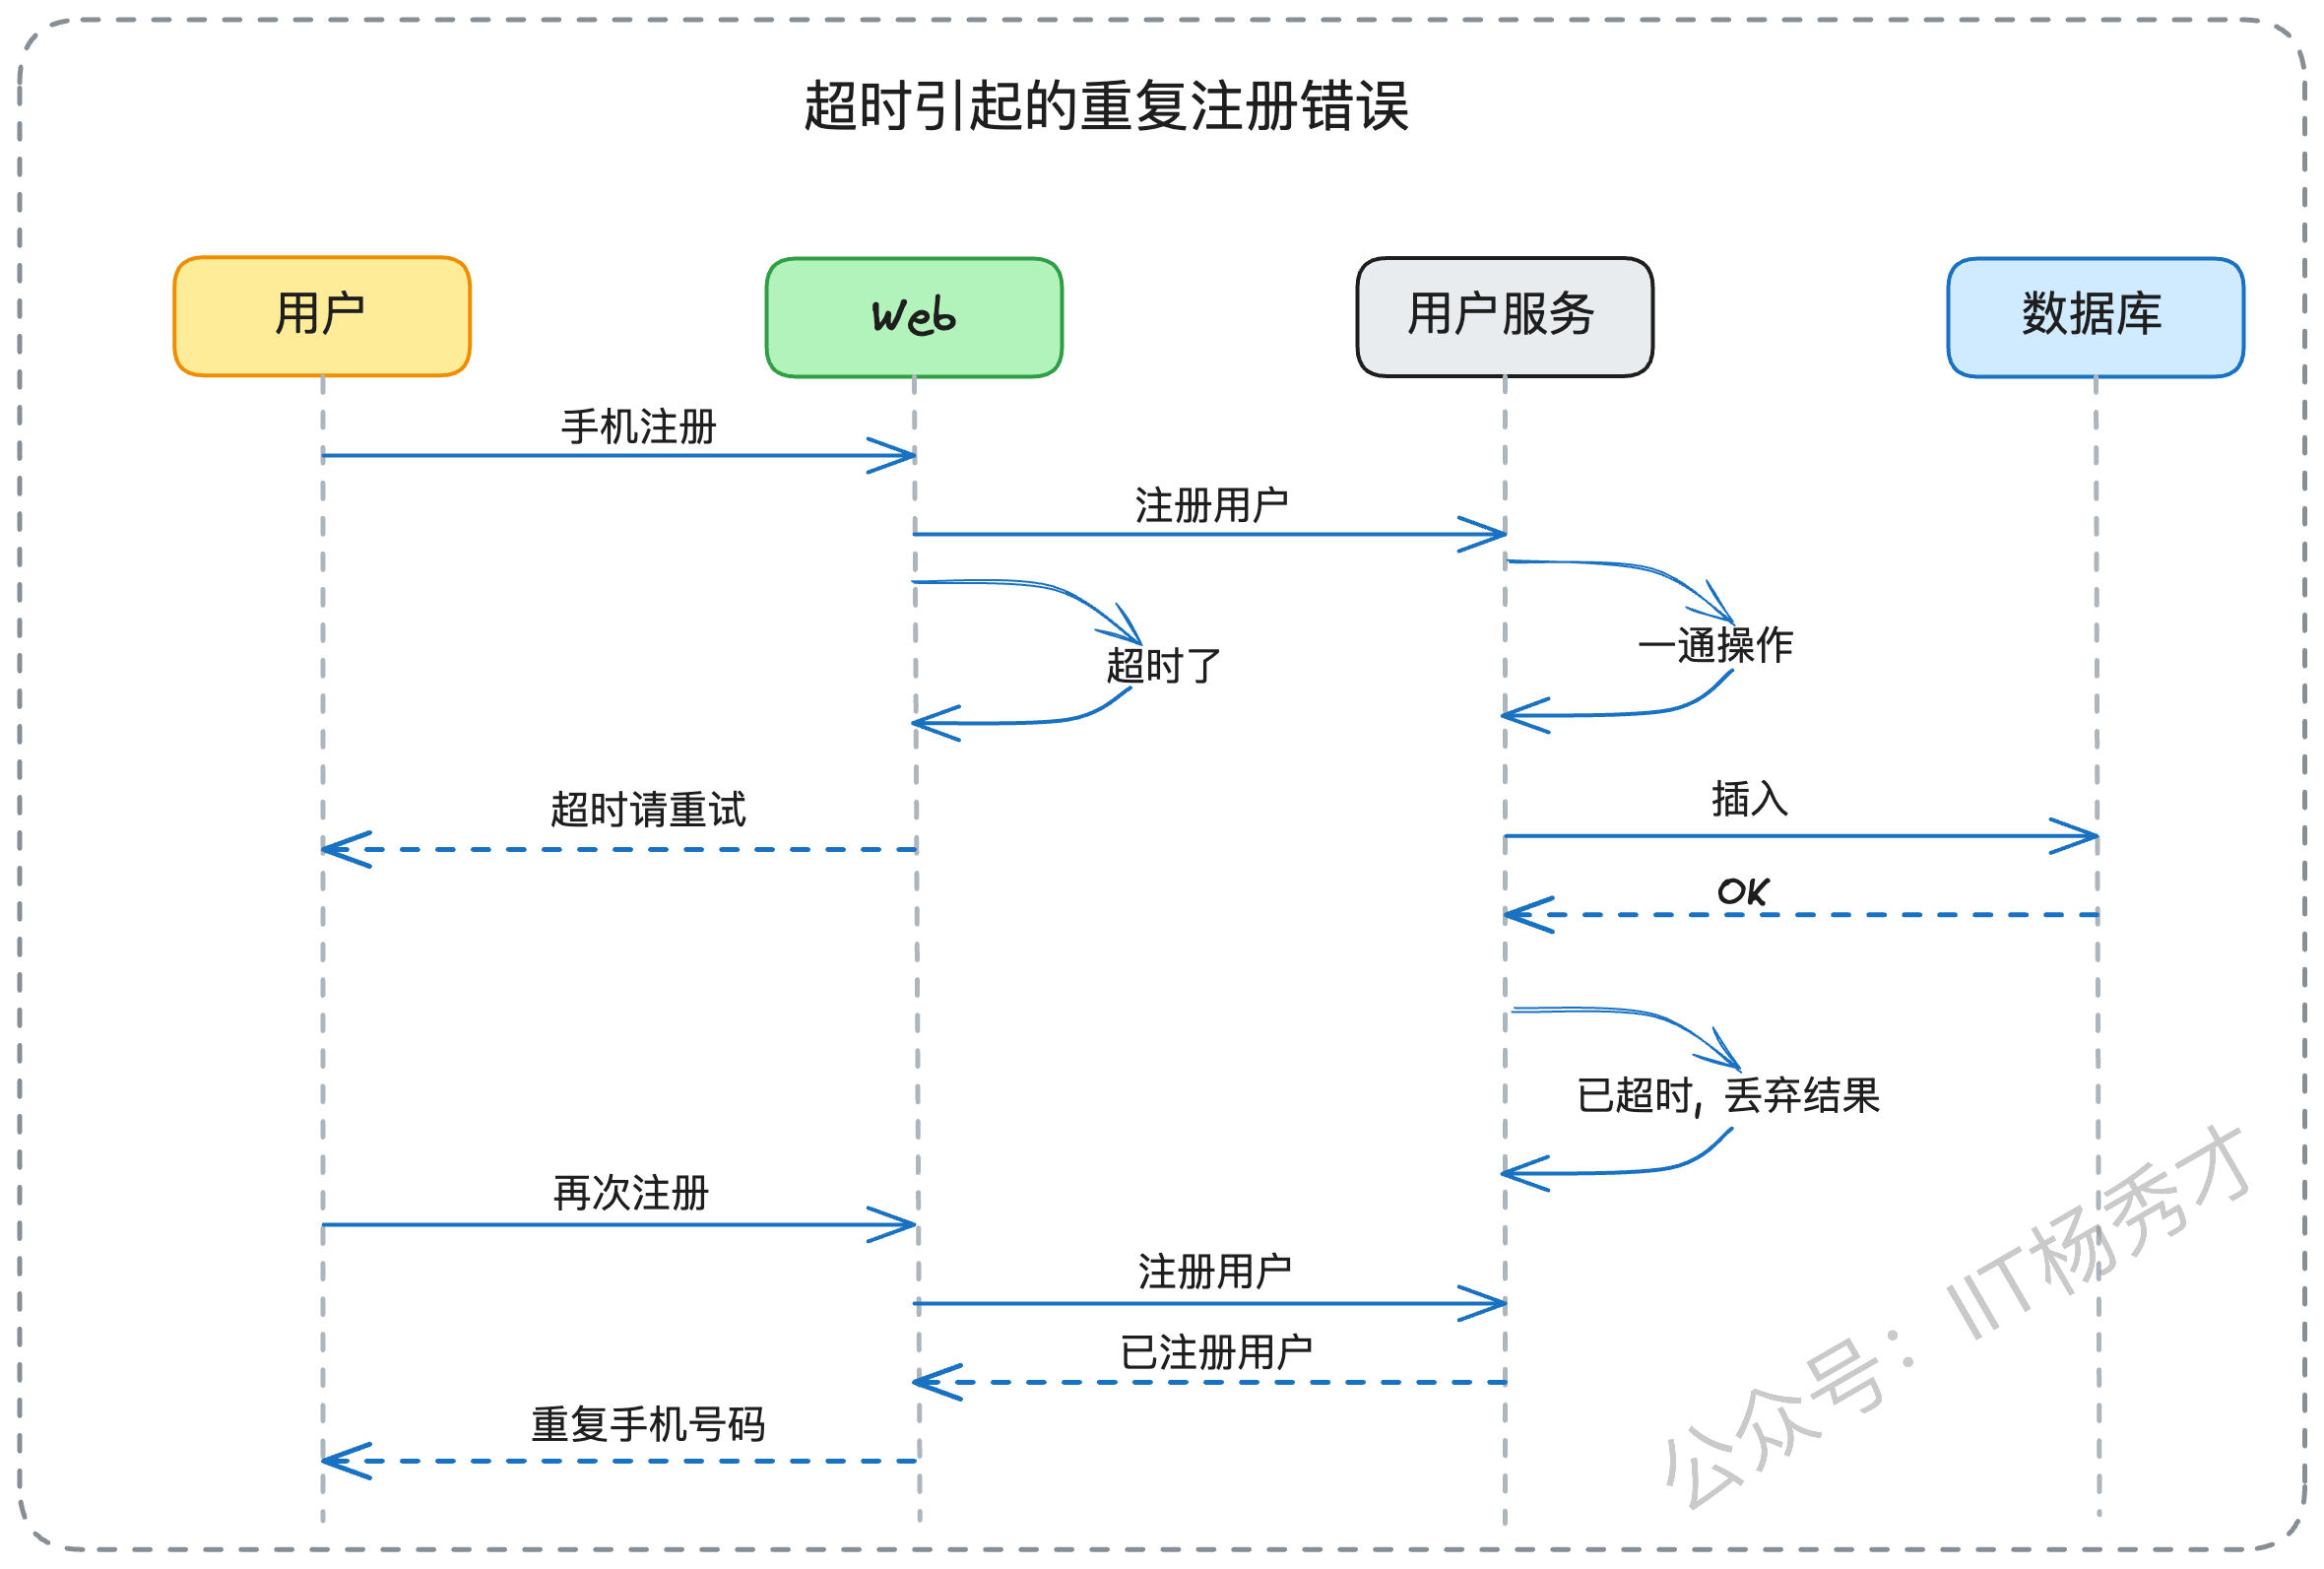 超时引起的重复注册错误
用户
web
用户服务
数据库
手机注册
注册用户
超时了
一通操作
超时请重试
插入
OK
已超时, 丢弃结果
再次注册
注册用户
已注册用户
重复手机号码
公众号：IIT杨秀才